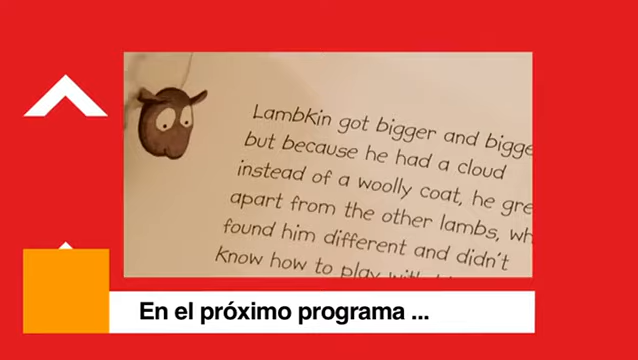 Lambkin got bigger and bigge
but because he had a cloud
instead of a woolly coat, he gre
apart from the other lambs, wh
found him different and didn't
know how to play
En el próximo programa ...